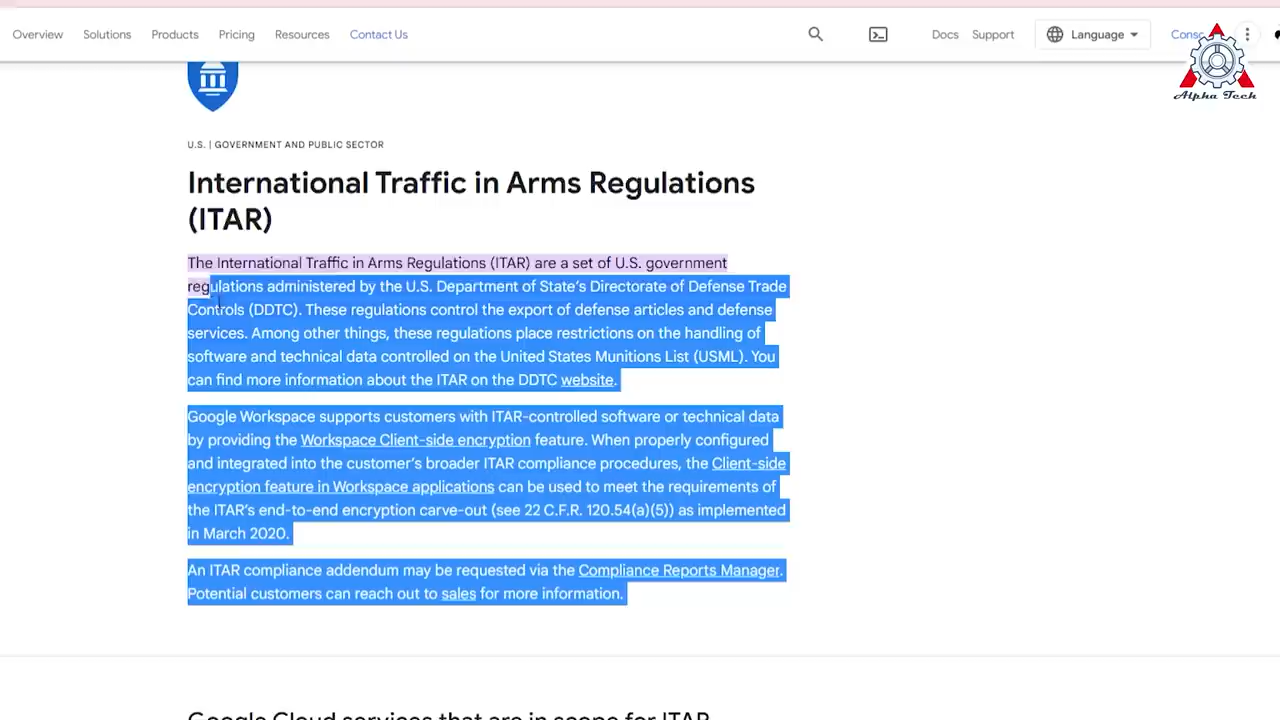 Overview Solutions Products Pricing Resources Contact Us Docs Support Language
Alpha Tech
U.S. | GOVERNMENT AND PUBLIC SECTOR
International Traffic in Arms Regulations
(ITAR)
The International Traffic in Arms Regulations (ITAR) are a set of U.S. government
regulations administered by the U.S. Department of State's Directorate of Defense Trade
Controls (DDTC). These regulations control the export of defense articles and defense
services. Among other things, these regulations place restrictions on the handling of
software and technical data controlled on the United States Munitions List (USML). You
can find more information about the ITAR on the DDTC website.
Google Workspace supports customers with ITAR-controlled software or technical data
by providing the Workspace Client-side encryption feature. When properly configured
and integrated into the customer's broader ITAR compliance procedures, the Client-side
encryption feature in Workspace applications can be used to meet the requirements of
the ITAR's end-to-end encryption carve-out (see 22 C.F.R. 120.54(a)(5)) as implemented
in March 2020.
An ITAR compliance addendum may be requested via the Compliance Reports Manager.
Potential customers can reach out to sales for more information.
Google Cloud services that are in scope for ITAR